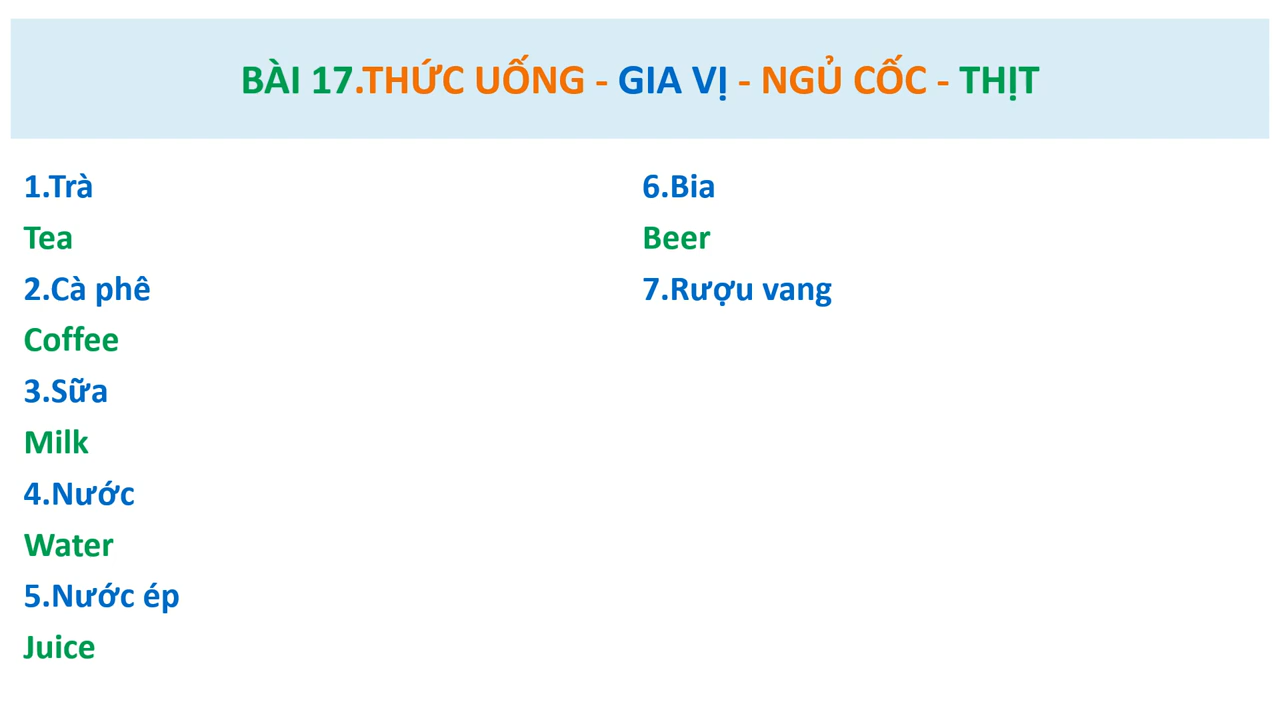 BÀI 17.THỨC UỐNG - GIA VỊ - NGỦ CỐC - THỊT
1.Trà
Tea
2.Cà phê
Coffee
3.Sữa
Milk
4.Nước
Water
5.Nước ép
Juice
6.Bia
Beer
7.Rượu vang